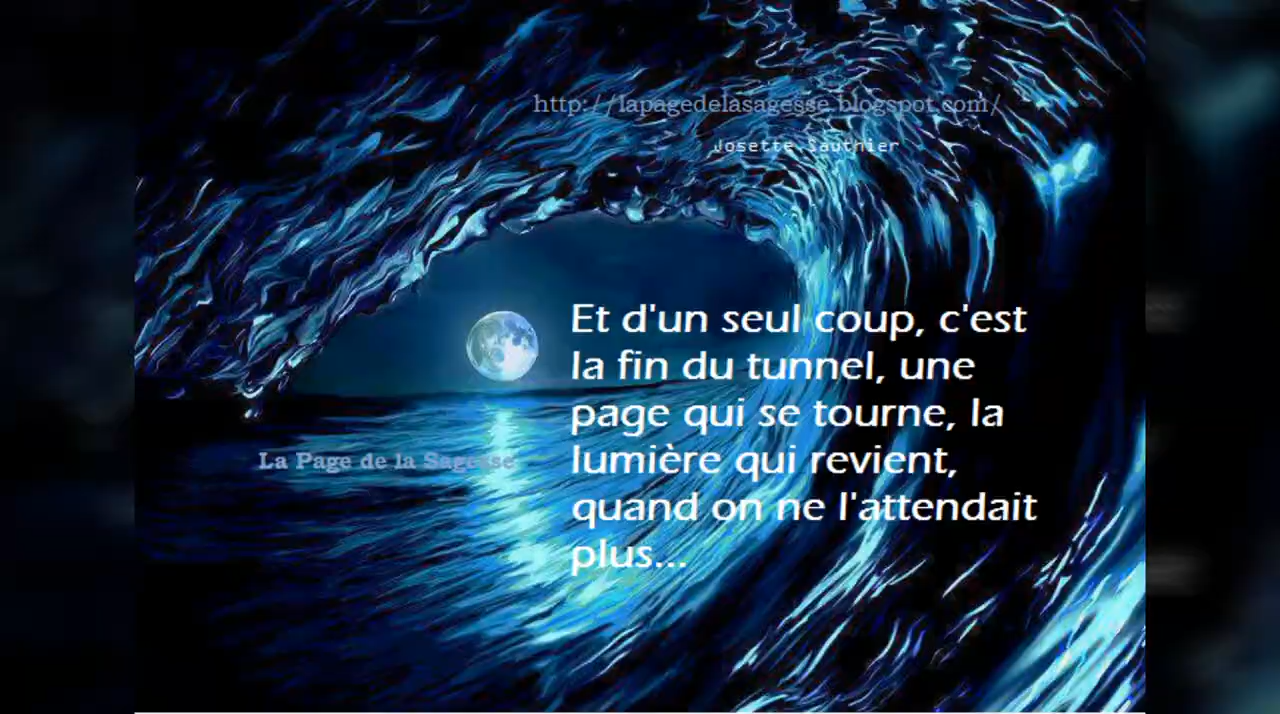 http://lapagedelasagesse.blogspot.com/
Josette Sauthier
Et d'un seul coup, c'est
la fin du tunnel, une
page qui se tourne, la
lumière qui revient,
quand on ne l'attendait
plus...
La Page de la Sagesse